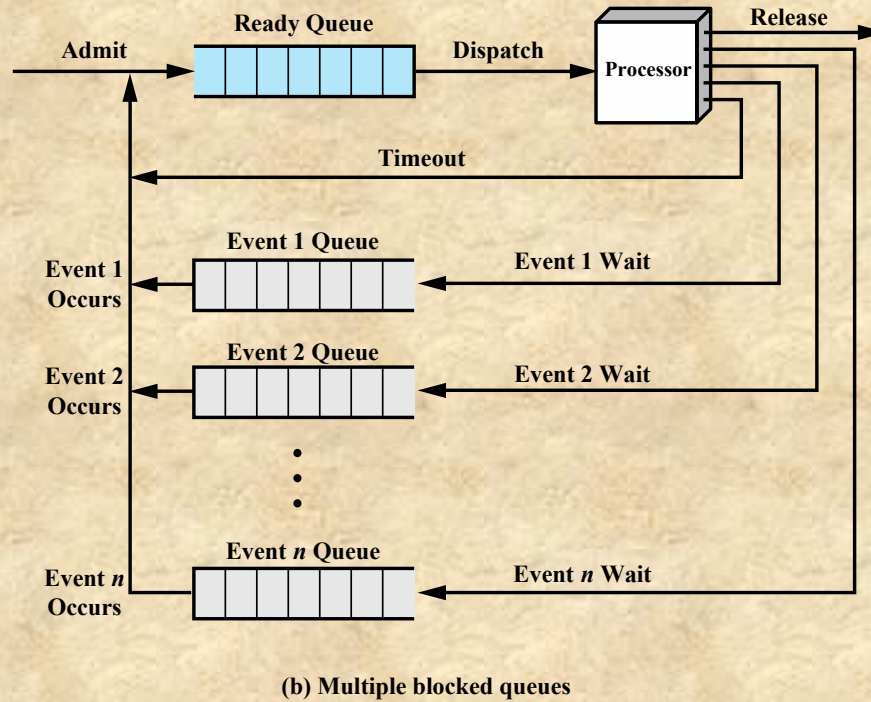 Release
Ready Queue
Admit
Dispatch
Processor
Timeout
Event 1 Queue
Event 1
Occurs
Event 1 Wait
Event 2 Queue
Event 2
Occurs
Event 2 Wait
Event n Queue
Event n
Occurs
Event n Wait
(b) Multiple blocked queues